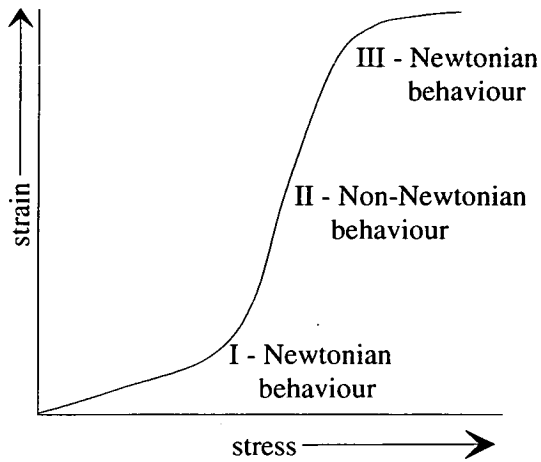 III - Newtonian
behaviour
II - Non-Newtonian
behaviour
strain
I - Newtonian
behaviour
stress